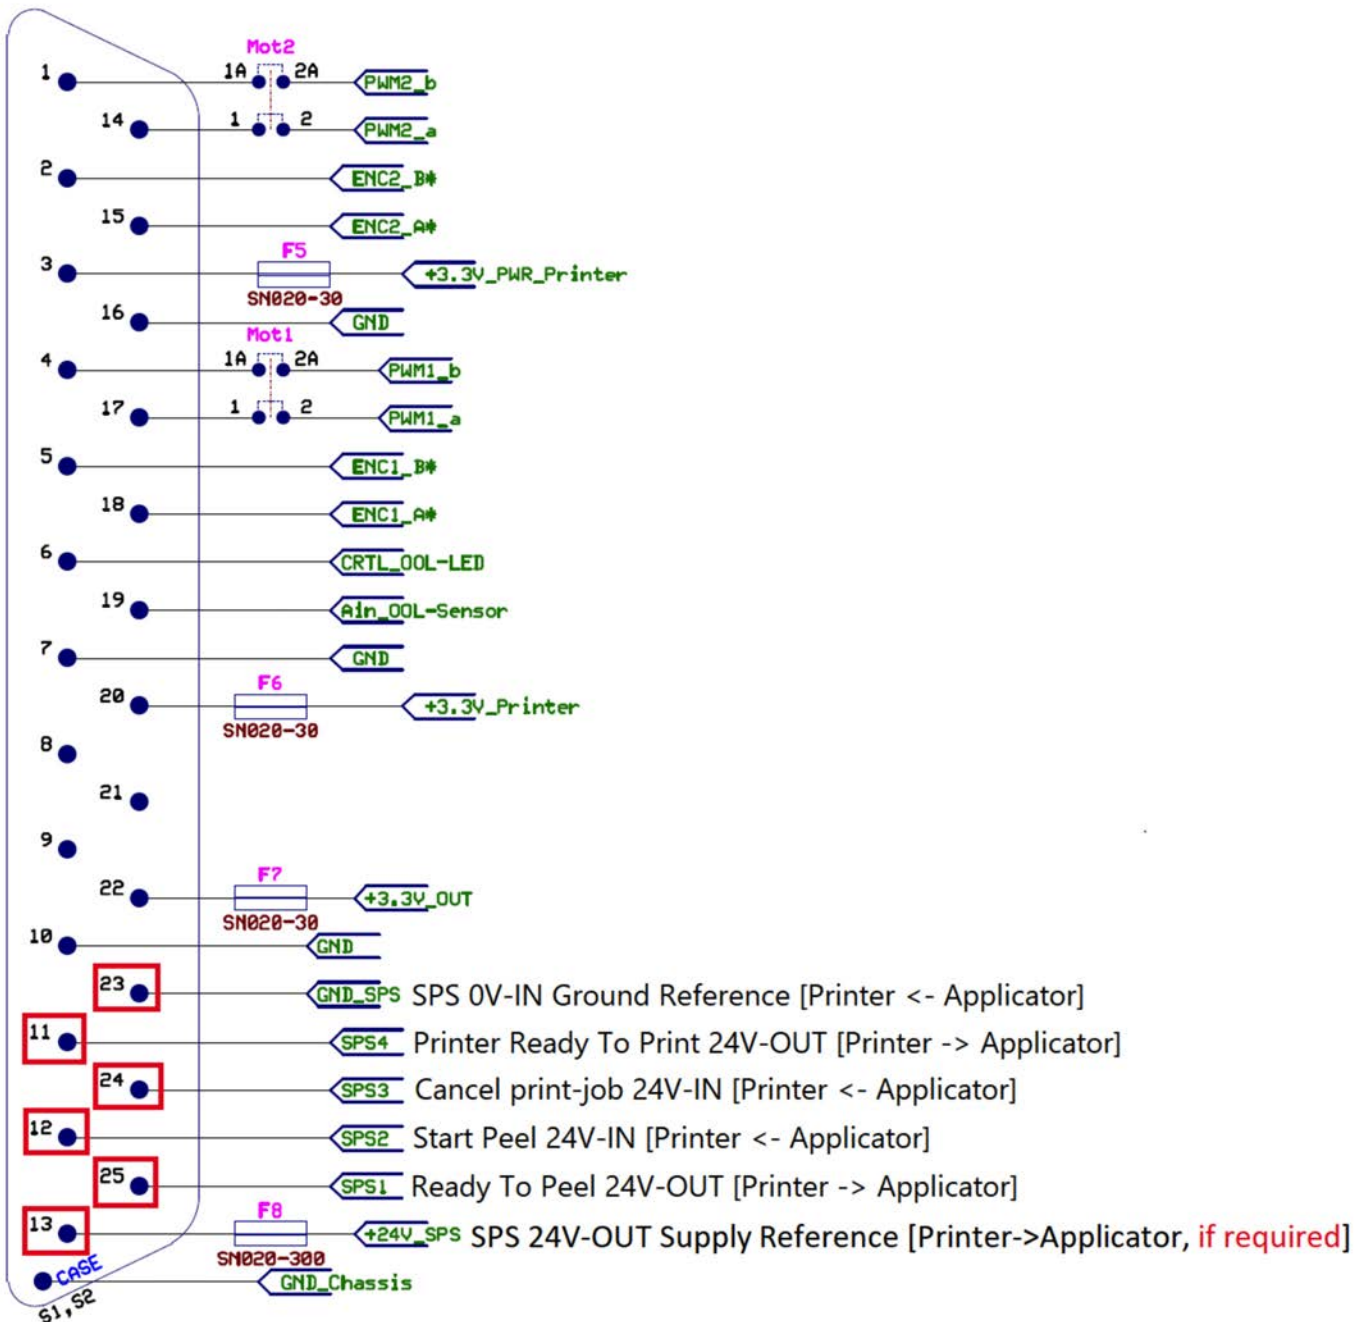 Mot2
1 1A 2A PWM2_b
14 1 2 PWM2_a
2 ENC2_B*
15 ENC2_A*
F5
3 +3.3V_PWR_Printer
SN020-30
16 GND
Mot1
4 1A 2A PWM1_b
17 1 2 PWM1_a
5 ENC1_B*
18 ENC1_A*
6 CRTL_OOL-LED
19 Ain_OOL-Sensor
7 GND
F6
20 +3.3V_Printer
SN020-30
8
21
9
F7
22 +3.3V_OUT
SN020-30
10 GND
23 GND_SPS SPS 0V-IN Ground Reference [Printer <- Applicator]
11 SPS4 Printer Ready To Print 24V-OUT [Printer -> Applicator]
24 SPS3 Cancel print-job 24V-IN [Printer <- Applicator]
12 SPS2 Start Peel 24V-IN [Printer <- Applicator]
25 SPS1 Ready To Peel 24V-OUT [Printer -> Applicator]
F8
13 +24V_SPS SPS 24V-OUT Supply Reference [Printer->Applicator, if required]
SN020-300
CASE GND_Chassis
S1,S2